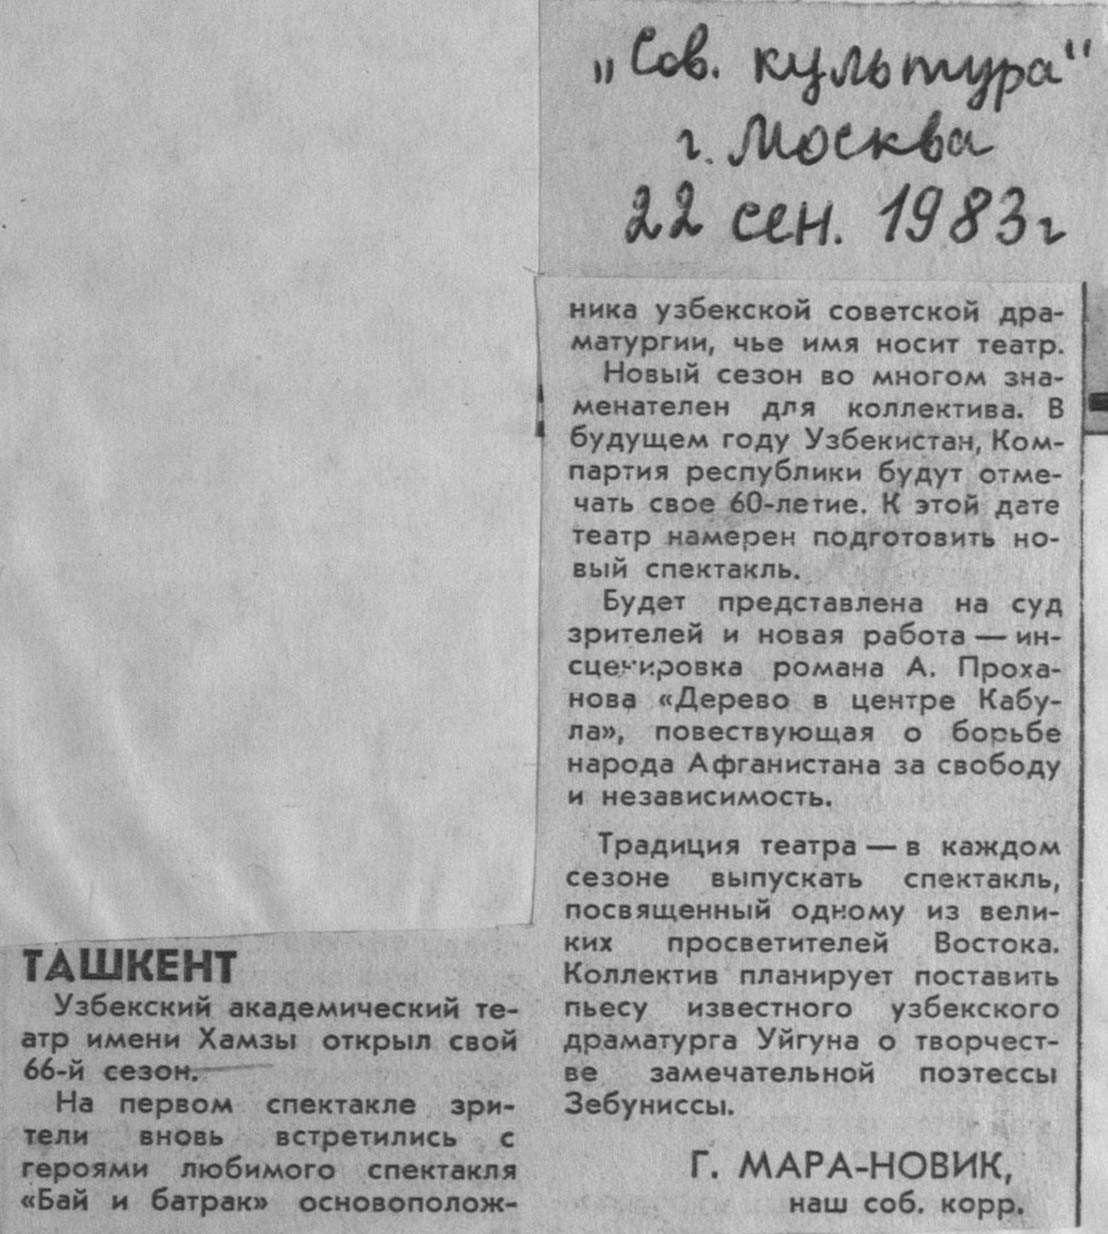 „Сов. культура"
г. Москва
22 сен. 1983г
ТАШКЕНТ
Узбекский академический те-
атр имени Хамзы открыл свой
66-й сезон.
На первом спектакле зри-
тели вновь встретились с
героями любимого спектакля
«Бай и батрак» основополож-
ника узбекской советской дра-
матургии, чье имя носит театр.
Новый сезон во многом зна-
менателен для коллектива. В
будущем году Узбекистан, Ком-
партия республики будут отме-
чать свое 60-летие. К этой дате
театр намерен подготовить но-
вый спектакль.
Будет представлена на суд
зрителей и новая работа — ин-
сценировка романа А. Проха-
нова «Дерево в центре Кабу-
ла», повествующая о борьбе
народа Афганистана за свободу
и независимость.
Традиция театра — в каждом
сезоне выпускать спектакль,
посвященный одному из вели-
ких просветителей Востока.
Коллектив планирует поставить
пьесу известного узбекского
драматурга Уйгуна о творчест-
ве замечательной поэтессы
Зебуниссы.
Г. МАРА-НОВИК,
наш соб. корр.